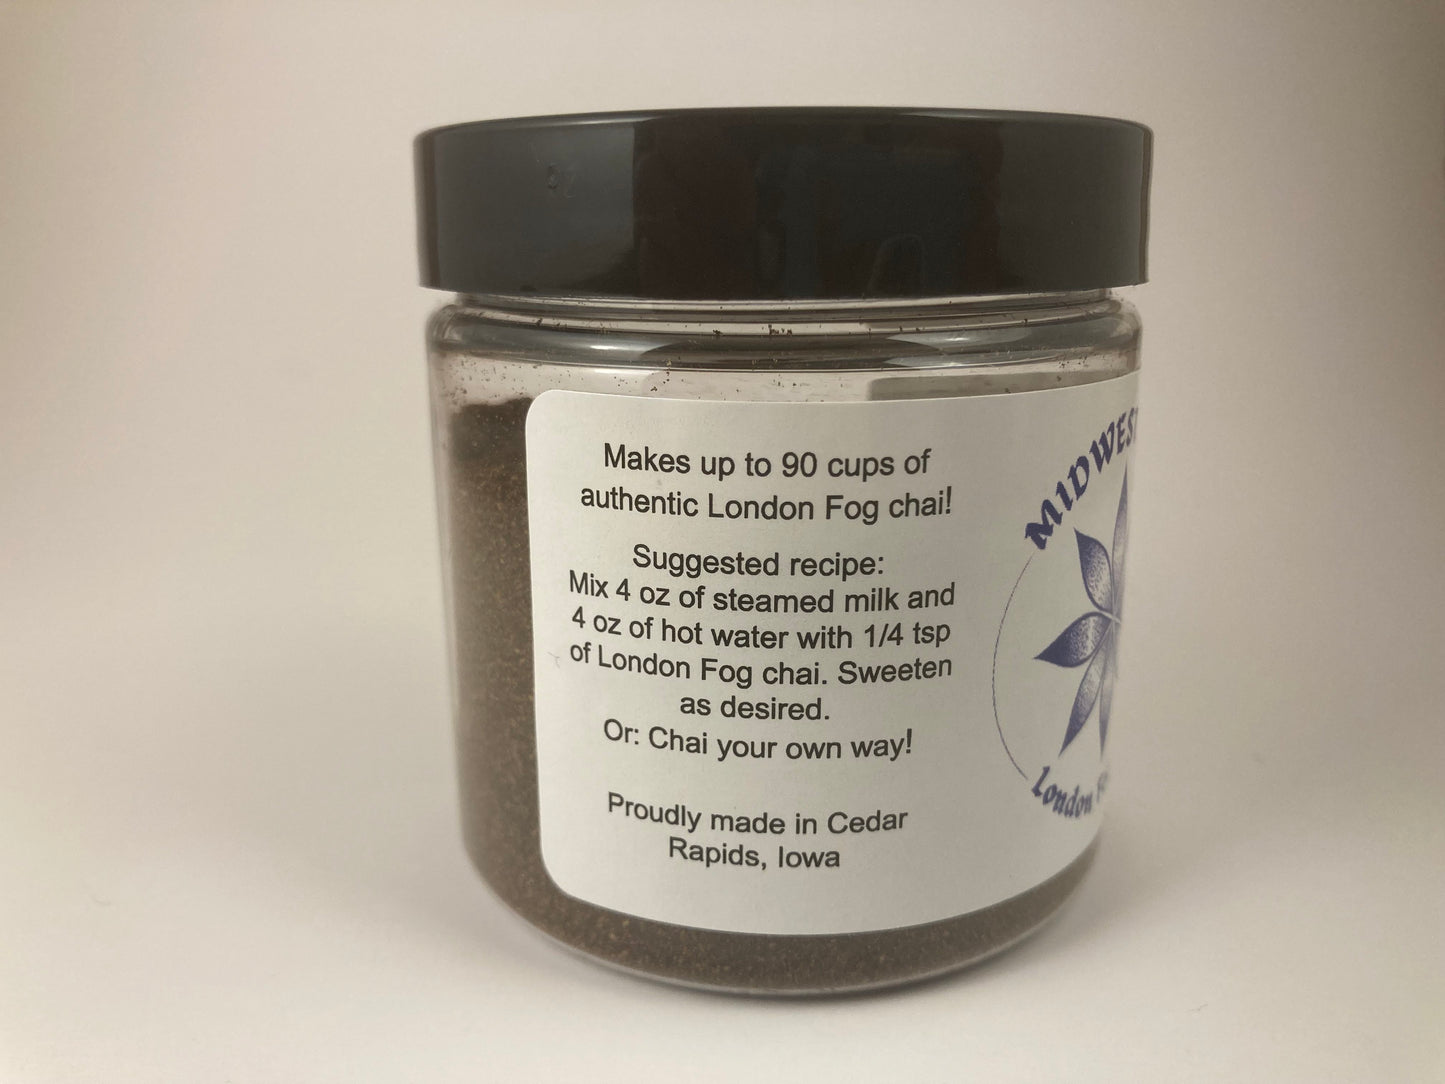 Makes up to 90 cups of
authentic London Fog chai!
Suggested recipe:
Mix 4 oz of steamed milk and
4 oz of hot water with 1/4 tsp
of London Fog chai. Sweeten
as desired.
Or: Chai your own way!
Proudly made in Cedar
Rapids, Iowa
MIDWEST
London